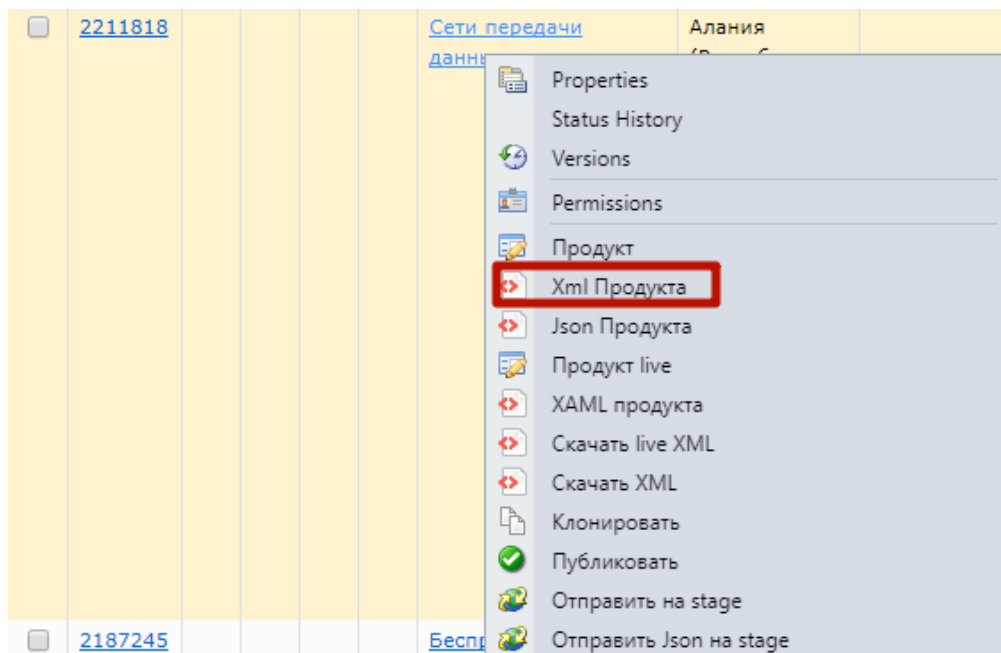 2211818 Сети передачи Алания
Properties
Status History
Versions
Permissions
Продукт
Xml Продукта
Json Продукта
Продукт live
XAML продукта
Скачать live XML
Скачать XML
Клонировать
Публиковать
Отправить на stage
2187245 Отправить Json на stage